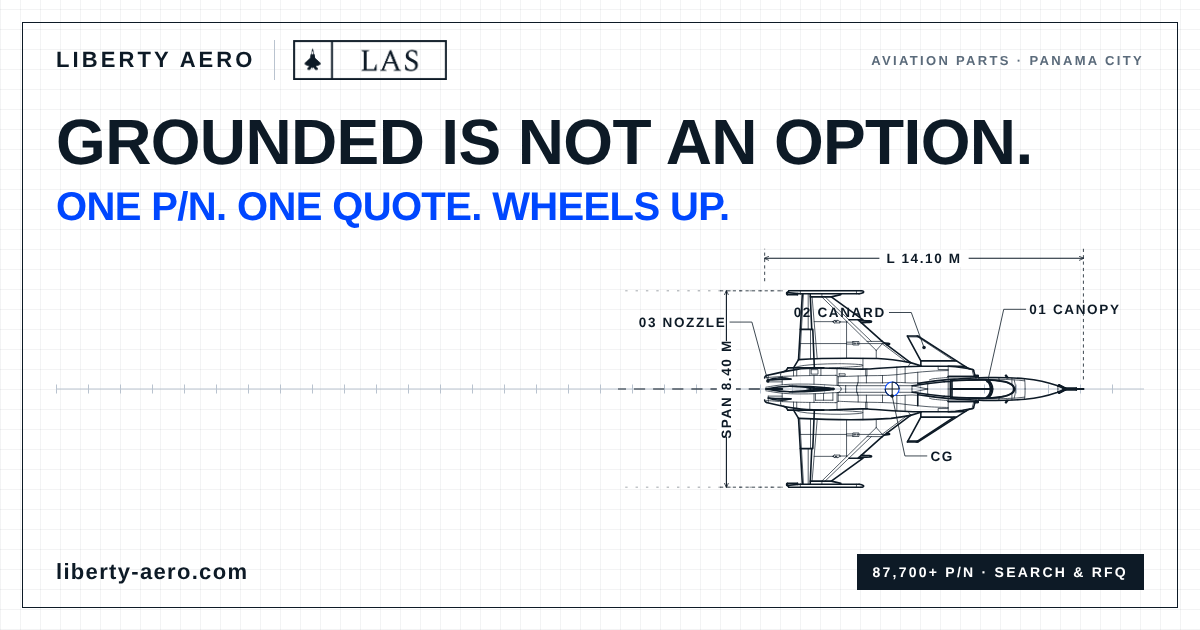 LIBERTY AERO
LAS
AVIATION PARTS · PANAMA CITY
GROUNDED IS NOT AN OPTION.
ONE P/N. ONE QUOTE. WHEELS UP.
L 14.10 M
02 CANARD
01 CANOPY
03 NOZZLE
SPAN 8.40 M
CG
liberty-aero.com
87,700+ P/N · SEARCH & RFQ